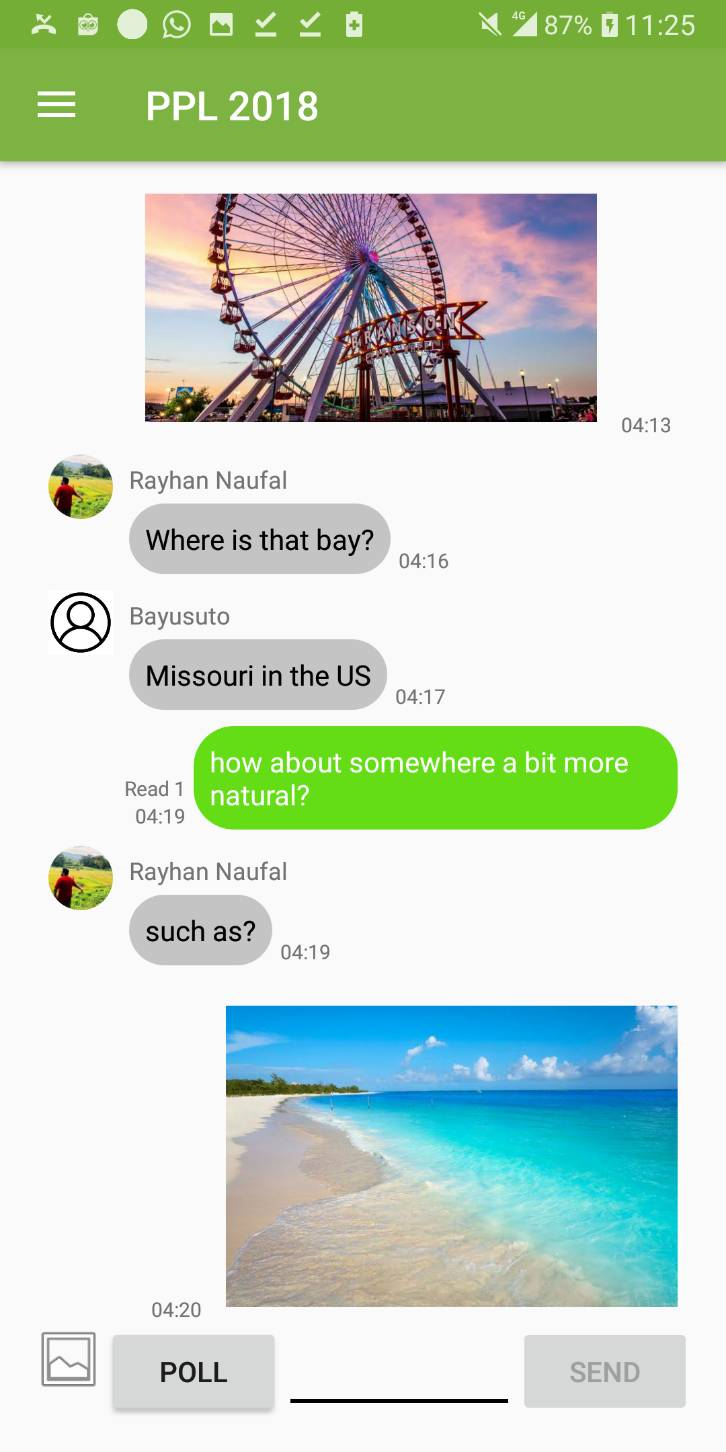 4G 87% 11:25
PPL 2018
BRANSON
04:13
Rayhan Naufal
Where is that bay?
04:16
Bayusuto
Missouri in the US
04:17
how about somewhere a bit more
natural?
Read 1
04:19
Rayhan Naufal
such as?
04:19
04:20
POLL
SEND